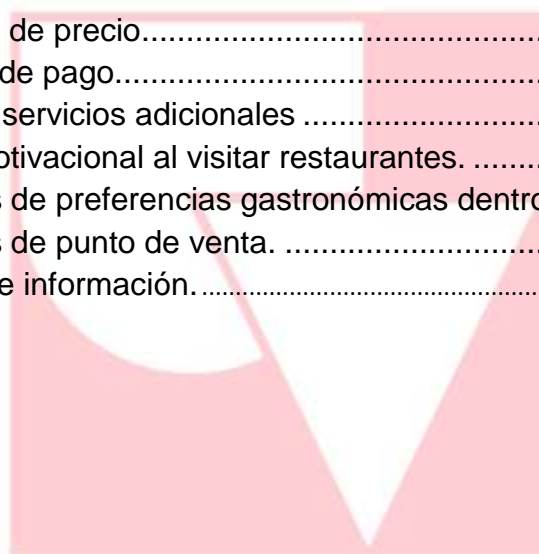 de precio..............................................
de pago.................................................
servicios adicionales ...........................
otivacional al visitar restaurantes. ........
s de preferencias gastronómicas dentro
s de punto de venta. .............................
e información. .........................................